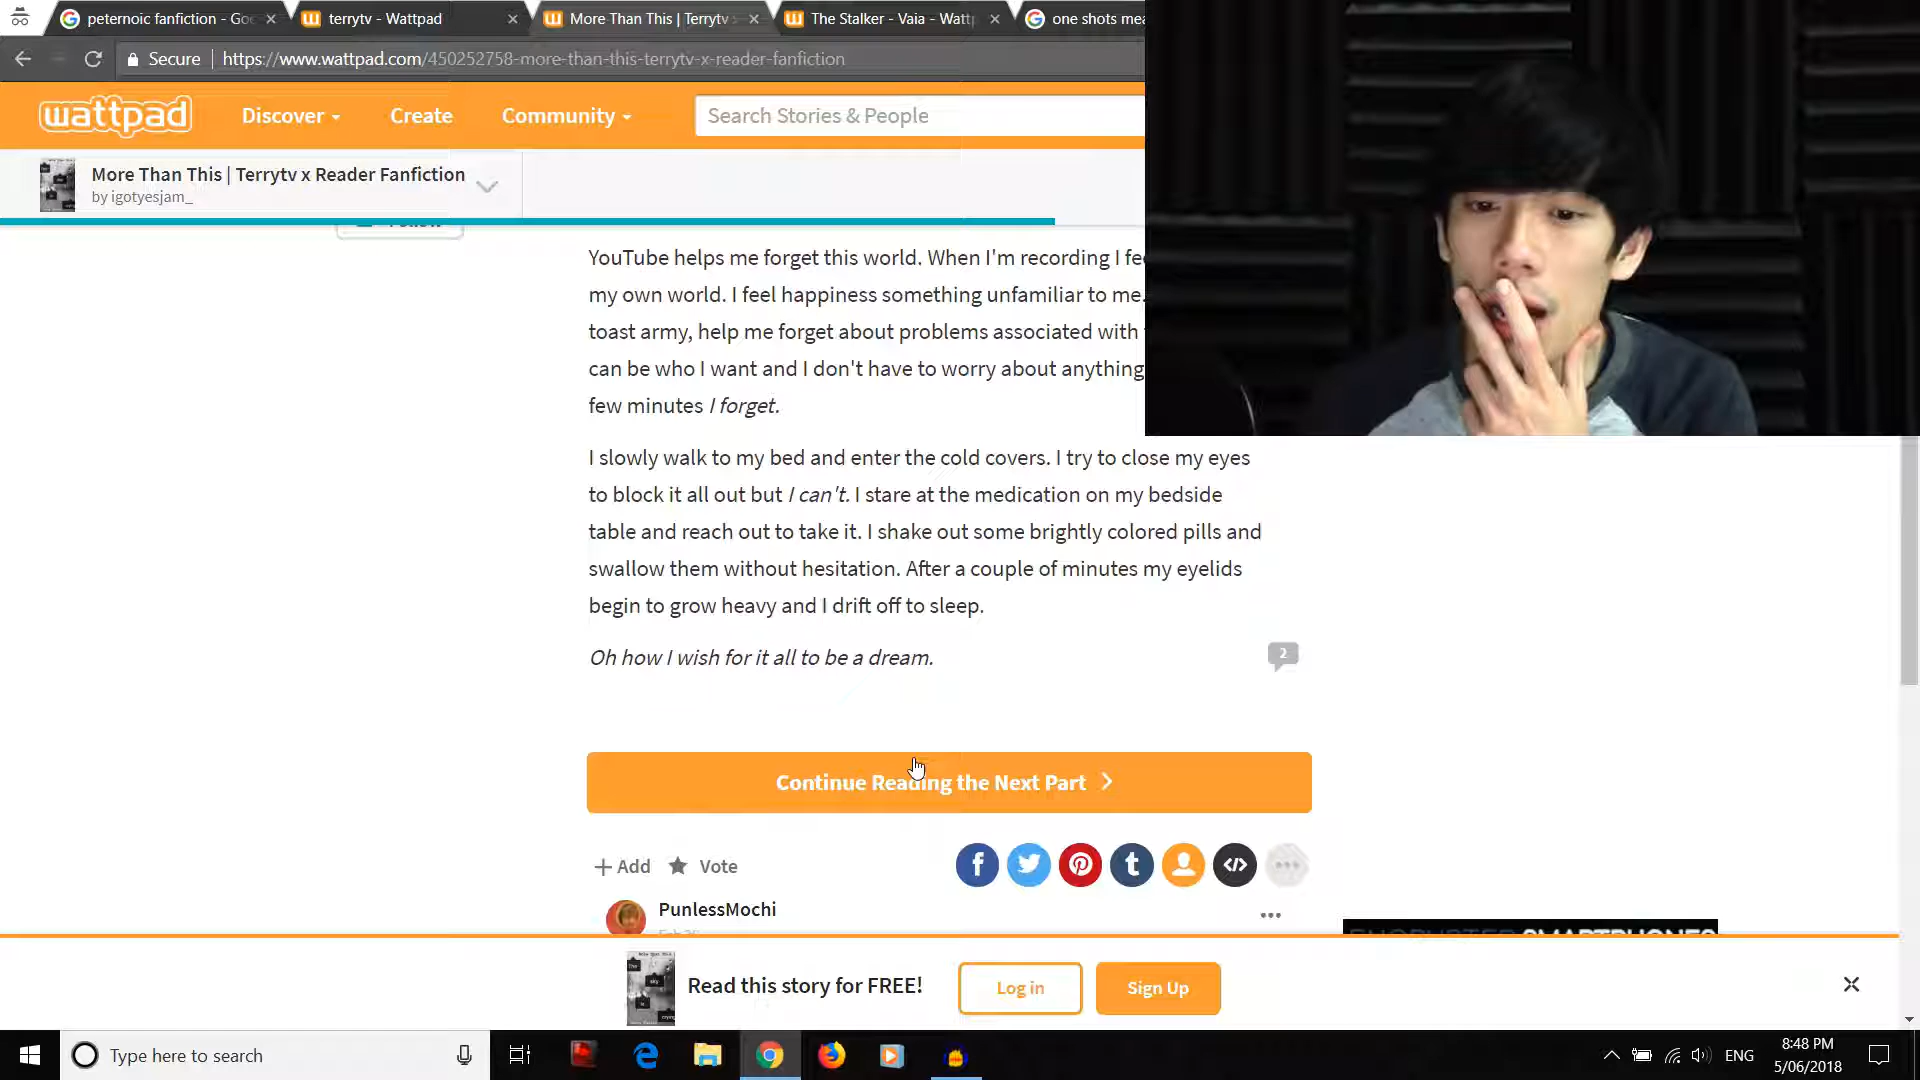 peternoic fanfiction - Goo
terrytv - Wattpad
More Than This | Terrytv
The Stalker - Vaia - Wattp
one shots mea
Secure
https://www.wattpad.com/450252758-more-than-this-terrytv-x-reader-fanfiction
wattpad
Discover
Create
Community
Search Stories & People
More Than This | Terrytv x Reader Fanfiction
by igotyesjam_
Follow
YouTube helps me forget this world. When I'm recording I fee
my own world. I feel happiness something unfamiliar to me.
toast army, help me forget about problems associated with
can be who I want and I don't have to worry about anything
few minutes I forget.
I slowly walk to my bed and enter the cold covers. I try to close my eyes
to block it all out but I can't. I stare at the medication on my bedside
table and reach out to take it. I shake out some brightly colored pills and
swallow them without hesitation. After a couple of minutes my eyelids
begin to grow heavy and I drift off to sleep.
Oh how I wish for it all to be a dream.
2
Continue Reading the Next Part
Add
Vote
PunlessMochi
Read this story for FREE!
Log in
Sign Up
Type here to search
ENG
8:48 PM
5/06/2018